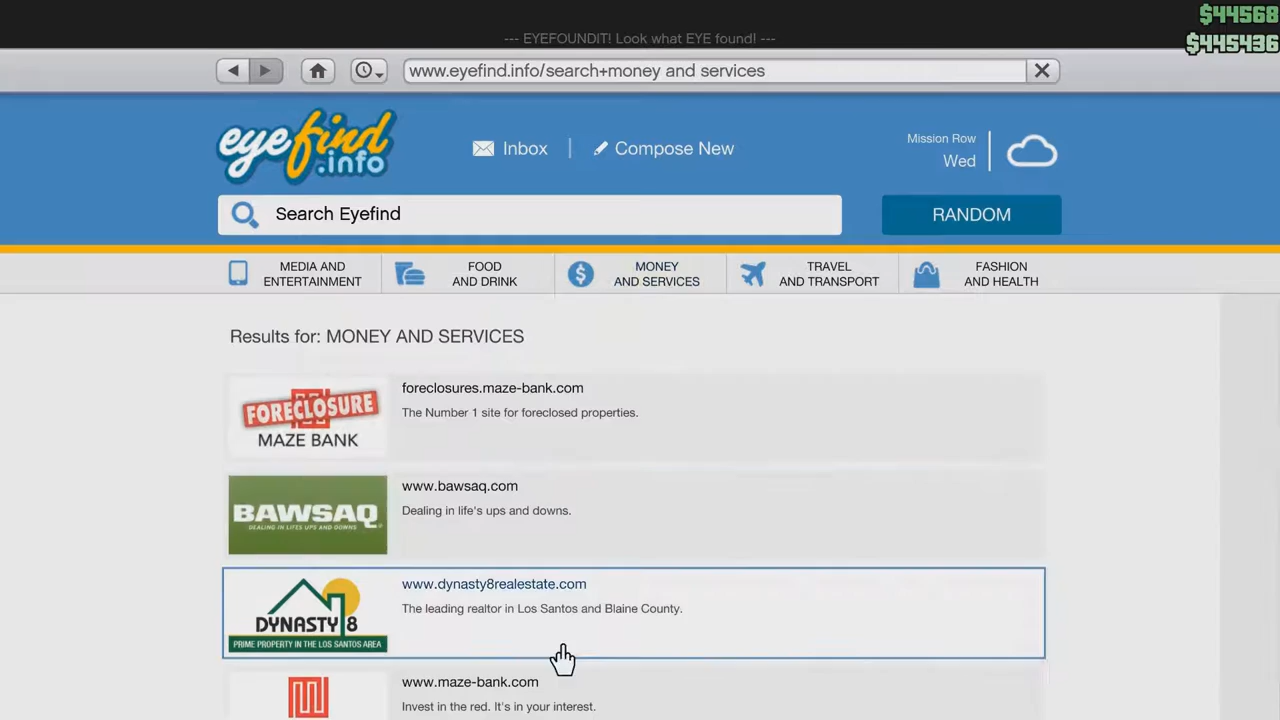 $44568
--- EYEFOUNDIT! Look what EYE found! ---
$445436
www.eyefind.info/search+money and services
eyefind
.info
Inbox
Compose New
Mission Row
Wed
Search Eyefind
RANDOM
MEDIA AND
ENTERTAINMENT
FOOD
AND DRINK
MONEY
AND SERVICES
TRAVEL
AND TRANSPORT
FASHION
AND HEALTH
Results for: MONEY AND SERVICES
FORECLOSURE
MAZE BANK
foreclosures.maze-bank.com
The Number 1 site for foreclosed properties.
BAWSAQ
DEALING IN LIFES UPS AND DOWNS
www.bawsaq.com
Dealing in life's ups and downs.
DYNASTY 8
PRIME PROPERTY IN THE LOS SANTOS AREA
www.dynasty8realestate.com
The leading realtor in Los Santos and Blaine County.
www.maze-bank.com
Invest in the red. It's in your interest.